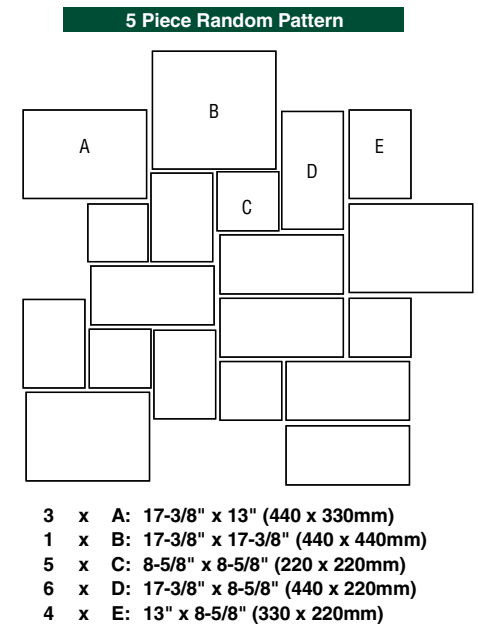 5 Piece Random Pattern
B
A
E
D
C
3 x A: 17-3/8" x 13" (440 x 330mm)
1 x B: 17-3/8" x 17-3/8" (440 x 440mm)
5 x C: 8-5/8" x 8-5/8" (220 x 220mm)
6 x D: 17-3/8" x 8-5/8" (440 x 220mm)
4 x E: 13" x 8-5/8" (330 x 220mm)